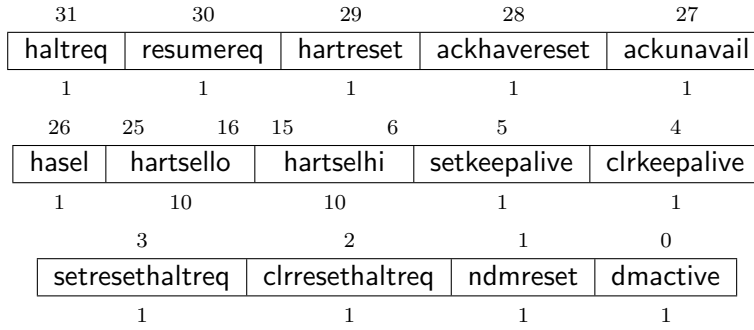 31 30 29 28 27
haltreq resumereq hartreset ackhavereset ackunavail
1 1 1 1 1
26 25 16 15 6 5 4
hasel hartsello hartselhi setkeepalive clrkeepalive
1 10 10 1 1
3 2 1 0
setresethaltreq clrresethaltreq ndmreset dmactive
1 1 1 1